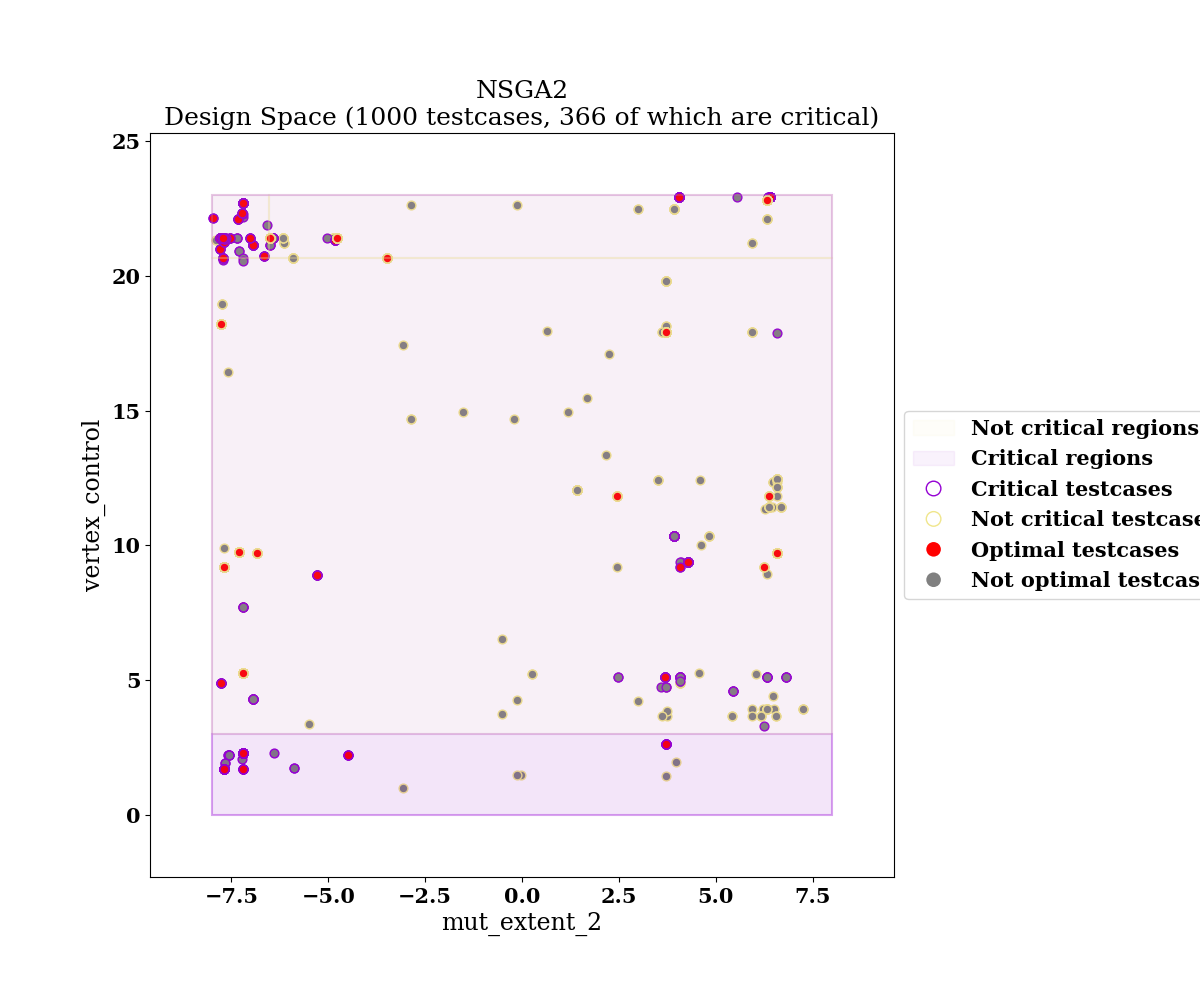 NSGA2
Design Space (1000 testcases, 366 of which are critical)
25
20
15
10
5
0
vertex_control
−7.5 −5.0 −2.5 0.0 2.5 5.0 7.5
mut_extent_2
Not critical regions
Critical regions
Critical testcases
Not critical testcase
Optimal testcases
Not optimal testcas